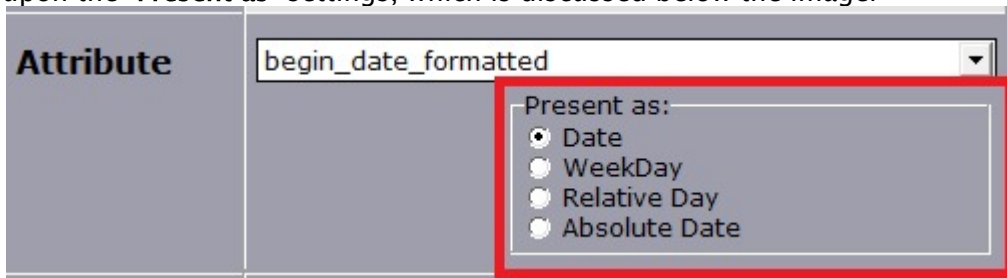 upon the 'Present as' settings, which is discussed below the image.
Attribute
begin_date_formatted
Present as:
Date
WeekDay
Relative Day
Absolute Date